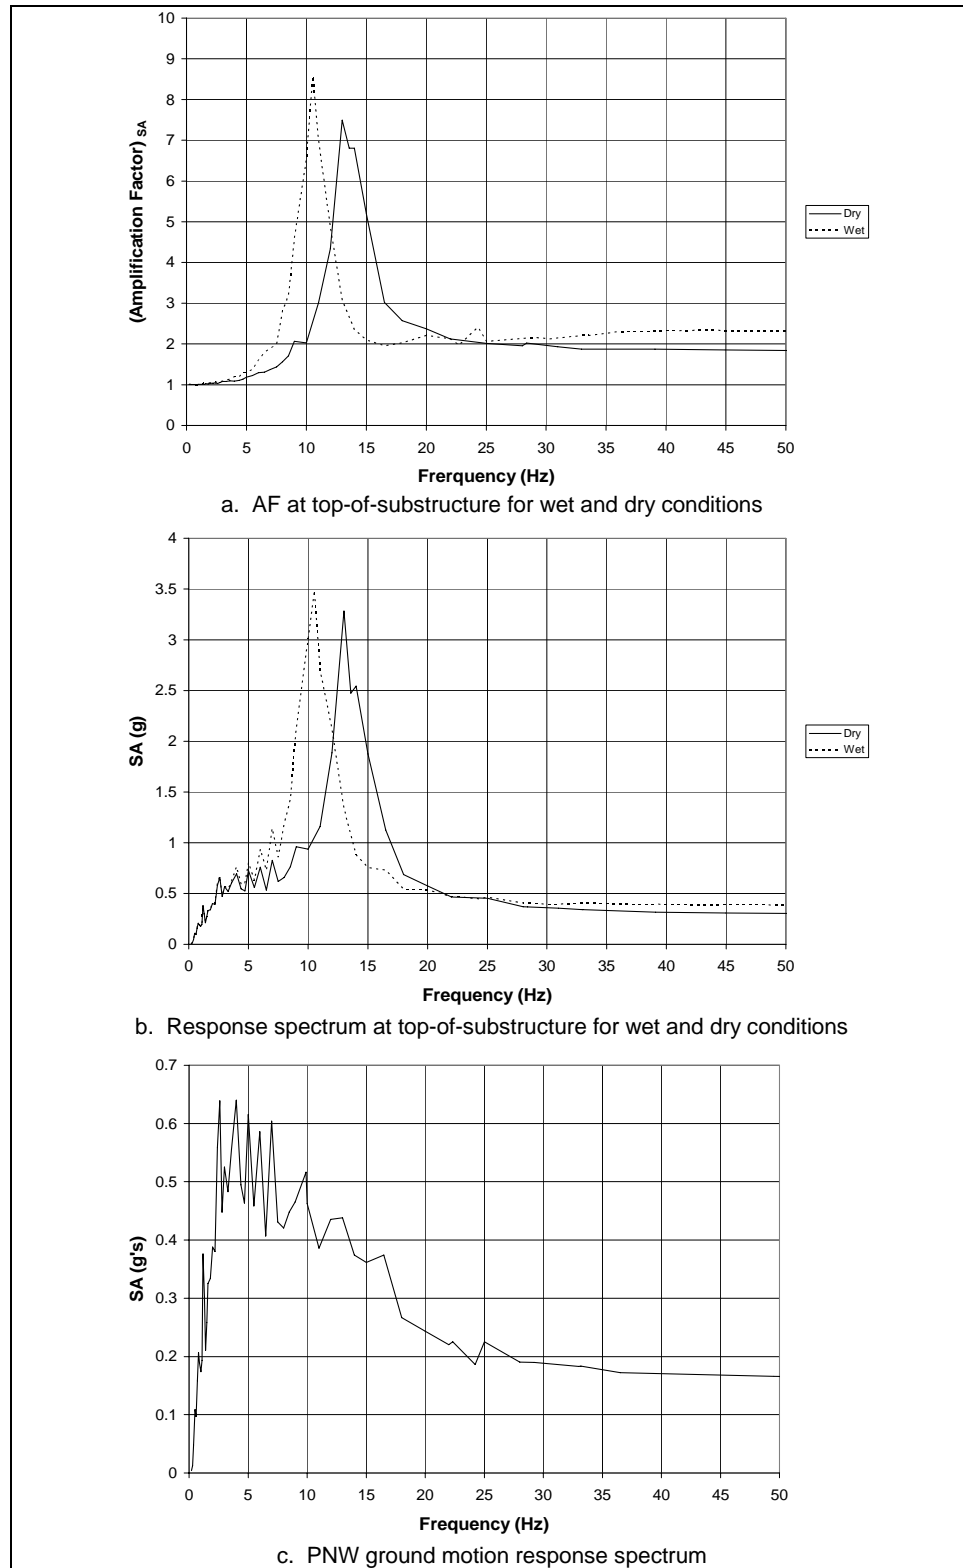 10
9
8
7
6
5
4
3
2
1
0
(Amplification Factor) SA
0 5 10 15 20 25 30 35 40 45 50
Frerquency (Hz)
Dry
Wet
a. AF at top-of-substructure for wet and dry conditions
4
3.5
3
2.5
2
1.5
1
0.5
0
SA (g)
0 5 10 15 20 25 30 35 40 45 50
Frequency (Hz)
Dry
Wet
b. Response spectrum at top-of-substructure for wet and dry conditions
0.7
0.6
0.5
0.4
0.3
0.2
0.1
0
SA (g's)
0 5 10 15 20 25 30 35 40 45 50
Frequency (Hz)
c. PNW ground motion response spectrum